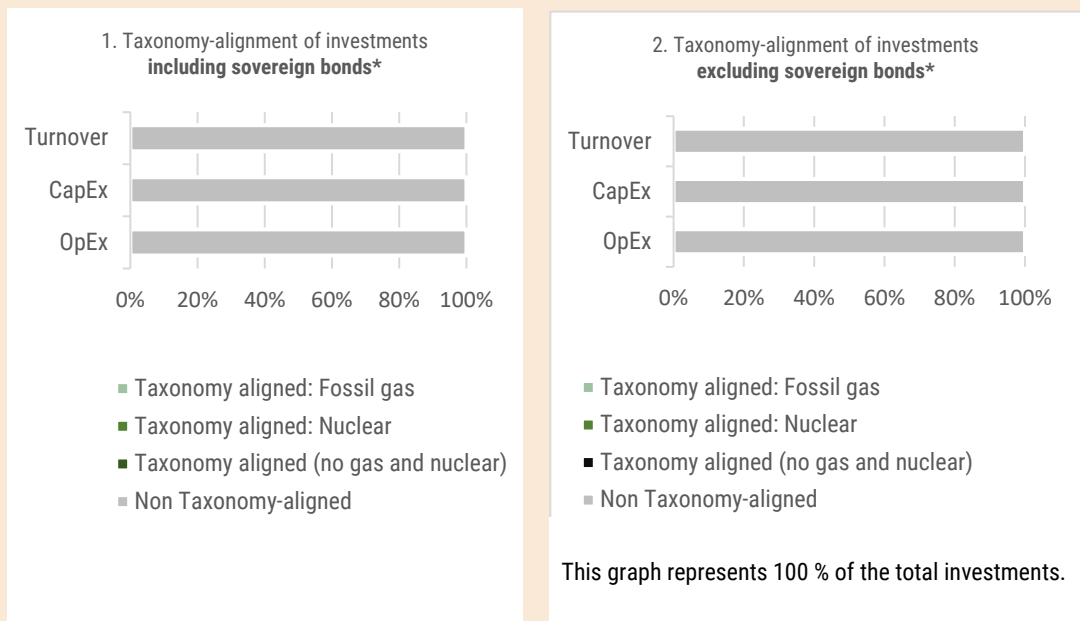 1. Taxonomy-alignment of investments
including sovereign bonds*
Turnover
CapEx
OpEx
0% 20% 40% 60% 80% 100%
Taxonomy aligned: Fossil gas
Taxonomy aligned: Nuclear
Taxonomy aligned (no gas and nuclear)
Non Taxonomy-aligned
2. Taxonomy-alignment of investments
excluding sovereign bonds*
Turnover
CapEx
OpEx
0% 20% 40% 60% 80% 100%
Taxonomy aligned: Fossil gas
Taxonomy aligned: Nuclear
Taxonomy aligned (no gas and nuclear)
Non Taxonomy-aligned
This graph represents 100 % of the total investments.